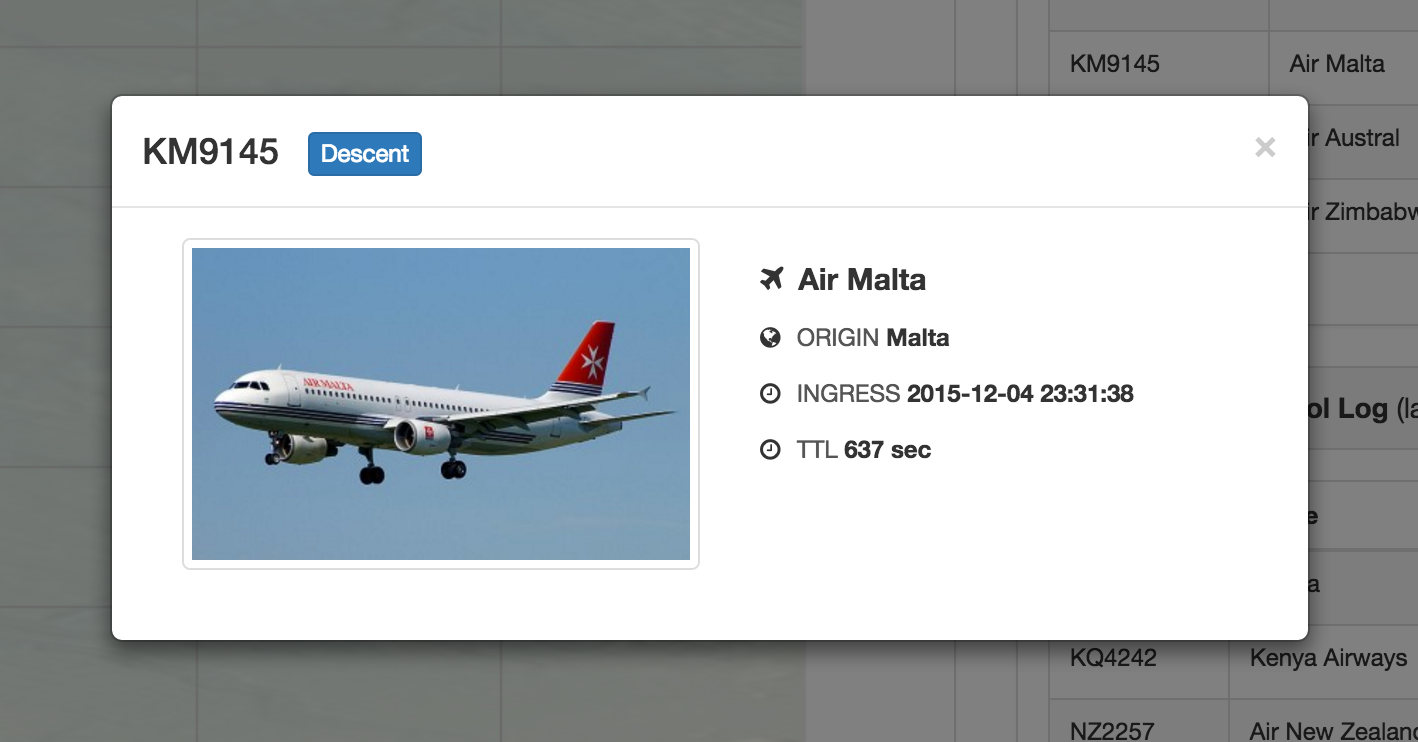 KM9145 Air Malta
KM9145 Descent ×
ir Austral
ir Zimbabw
AIR MALTA
Air Malta
ORIGIN Malta
INGRESS 2015-12-04 23:31:38
TTL 637 sec
ol Log (la
e
a
KQ4242 Kenya Airways
NZ2257 Air New Zealand